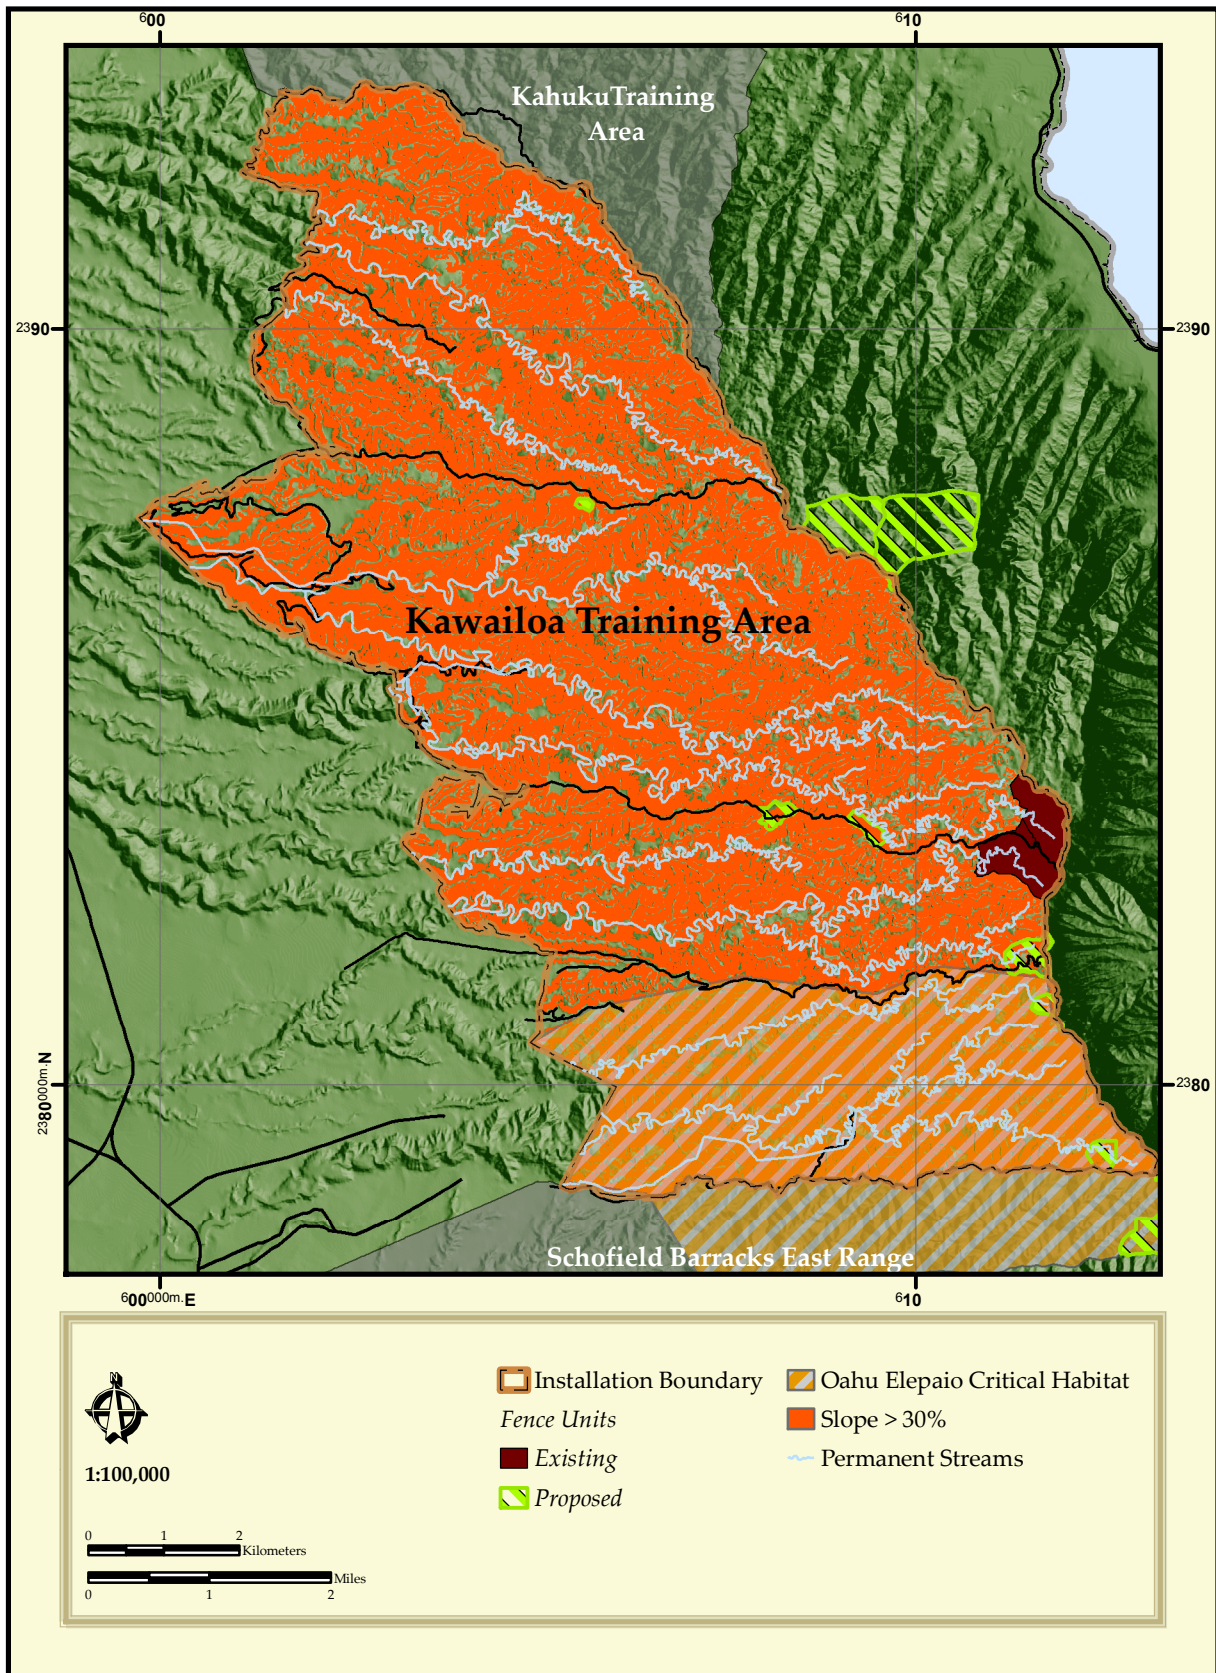 600
610
KahukuTraining
Area
2390
2390
Kawailoa Training Area
2380000m.N
2380
Schofield Barracks East Range
600000m.E
610
N
1:100,000
0 1 2
Kilometers
Miles
0 1 2
Installation Boundary
Fence Units
Existing
Proposed
Oahu Elepaio Critical Habitat
Slope > 30%
Permanent Streams